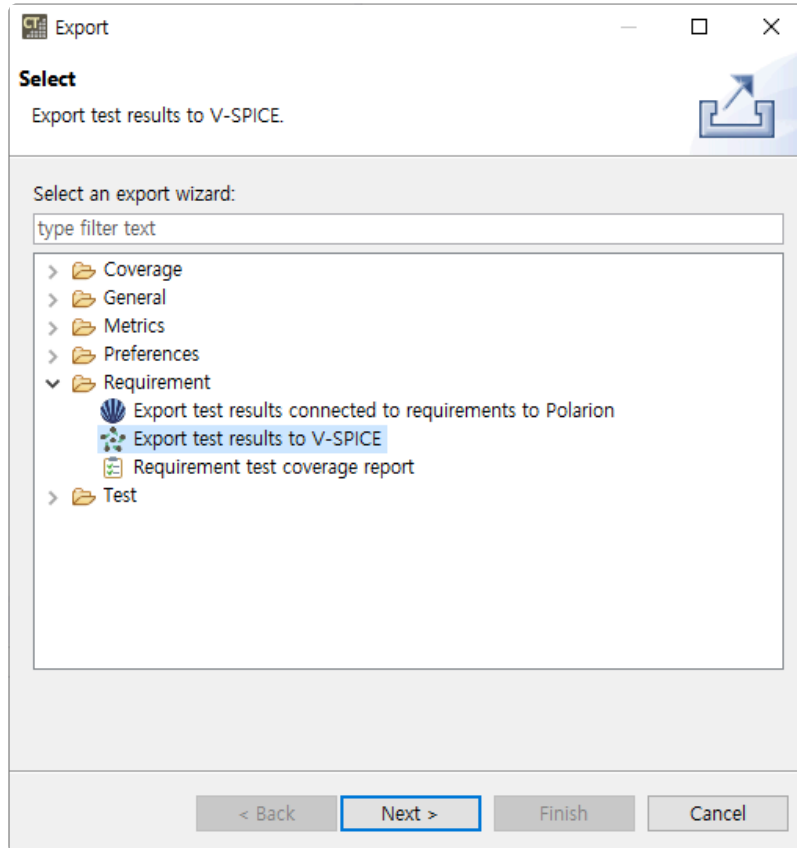 CT
Export
Select
Export test results to V-SPICE.
Select an export wizard:
type filter text
Coverage
General
Metrics
Preferences
Requirement
Export test results connected to requirements to Polarion
Export test results to V-SPICE
Requirement test coverage report
Test
< Back
Next >
Finish
Cancel